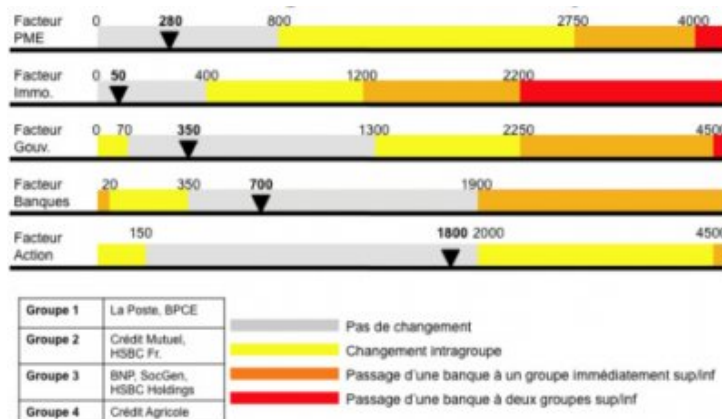 Facteur PME 0 280 800 2750 4000
Facteur Immo. 0 50 400 1200 2200
Facteur Gouv. 0 70 350 1300 2250 4500
Facteur Banques 20 350 700 1900
Facteur Action 150 1800 2000 4500
Groupe 1 La Poste, BPCE
Groupe 2 Crédit Mutuel, HSBC Fr.
Groupe 3 BNP, SocGen, HSBC Holdings
Groupe 4 Crédit Agricole
Pas de changement
Changement intragroupe
Passage d'une banque à un groupe immédiatement sup/inf
Passage d'une banque à deux groupes sup/inf